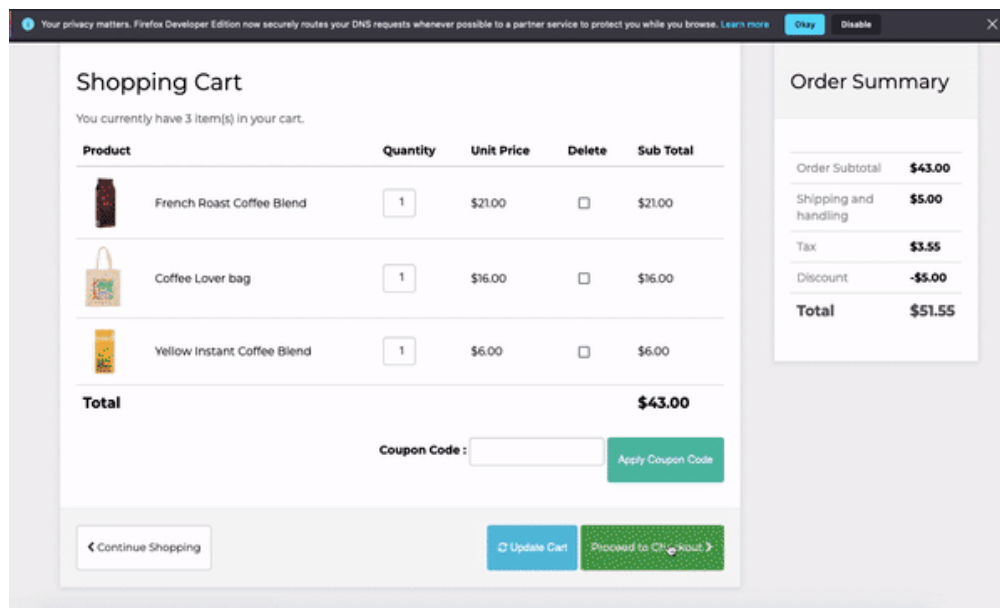 Your privacy matters. Firefox Developer Edition now securely routes your DNS requests whenever possible to a partner service to protect you while you browse. Learn more Okay Disable
Shopping Cart
You currently have 3 item(s) in your cart.
Product Quantity Unit Price Delete Sub Total
French Roast Coffee Blend 1 $21.00 $21.00
Coffee Lover bag 1 $16.00 $16.00
Yellow Instant Coffee Blend 1 $6.00 $6.00
Total $43.00
Coupon Code : Apply Coupon Code
Continue Shopping Update Cart Proceed to Checkout
Order Summary
Order Subtotal $43.00
Shipping and $5.00
handling
Tax $3.55
Discount -$5.00
Total $51.55